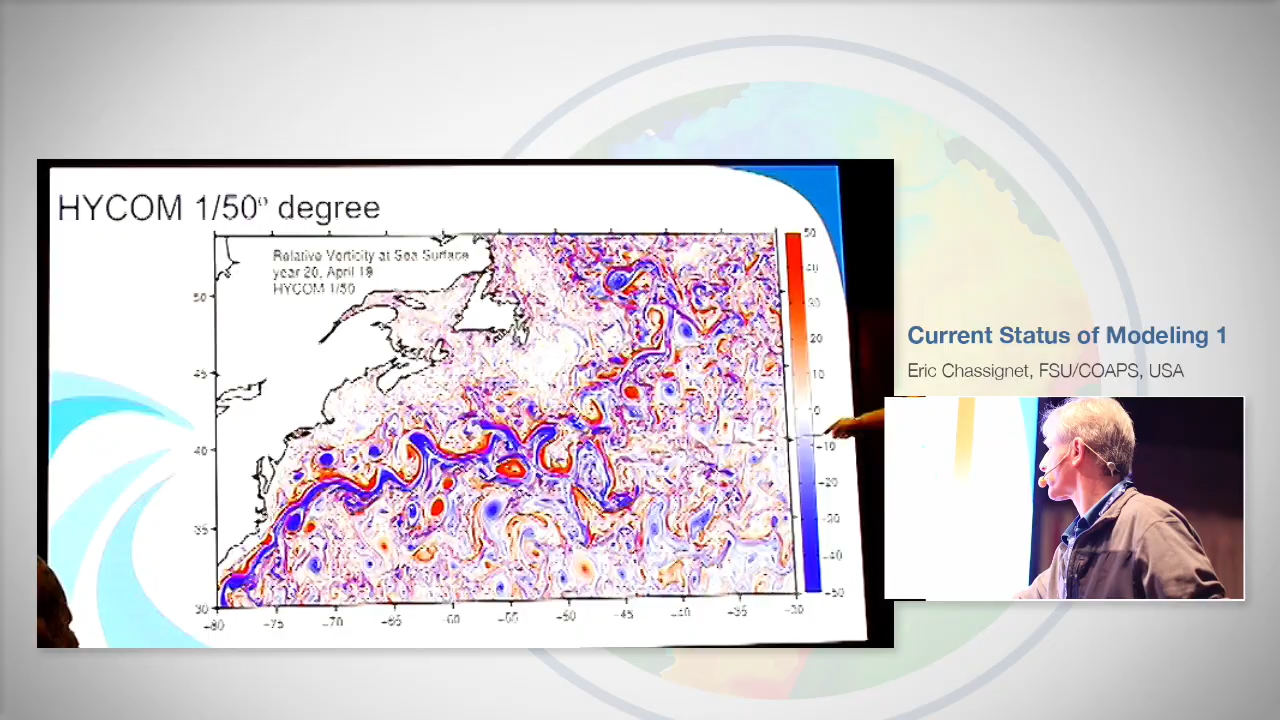 HYCOM 1/50º degree
Relative Vorticity at Sea Surface
year 20, April 19
HYCOM 1/50
50
45
40
35
30
-80 -75 -70 -65 -60 -55 -50 -45 -40 -35 -30
50
40
30
20
10
0
-10
-20
-30
-40
-50
Current Status of Modeling 1
Eric Chassignet, FSU/COAPS, USA